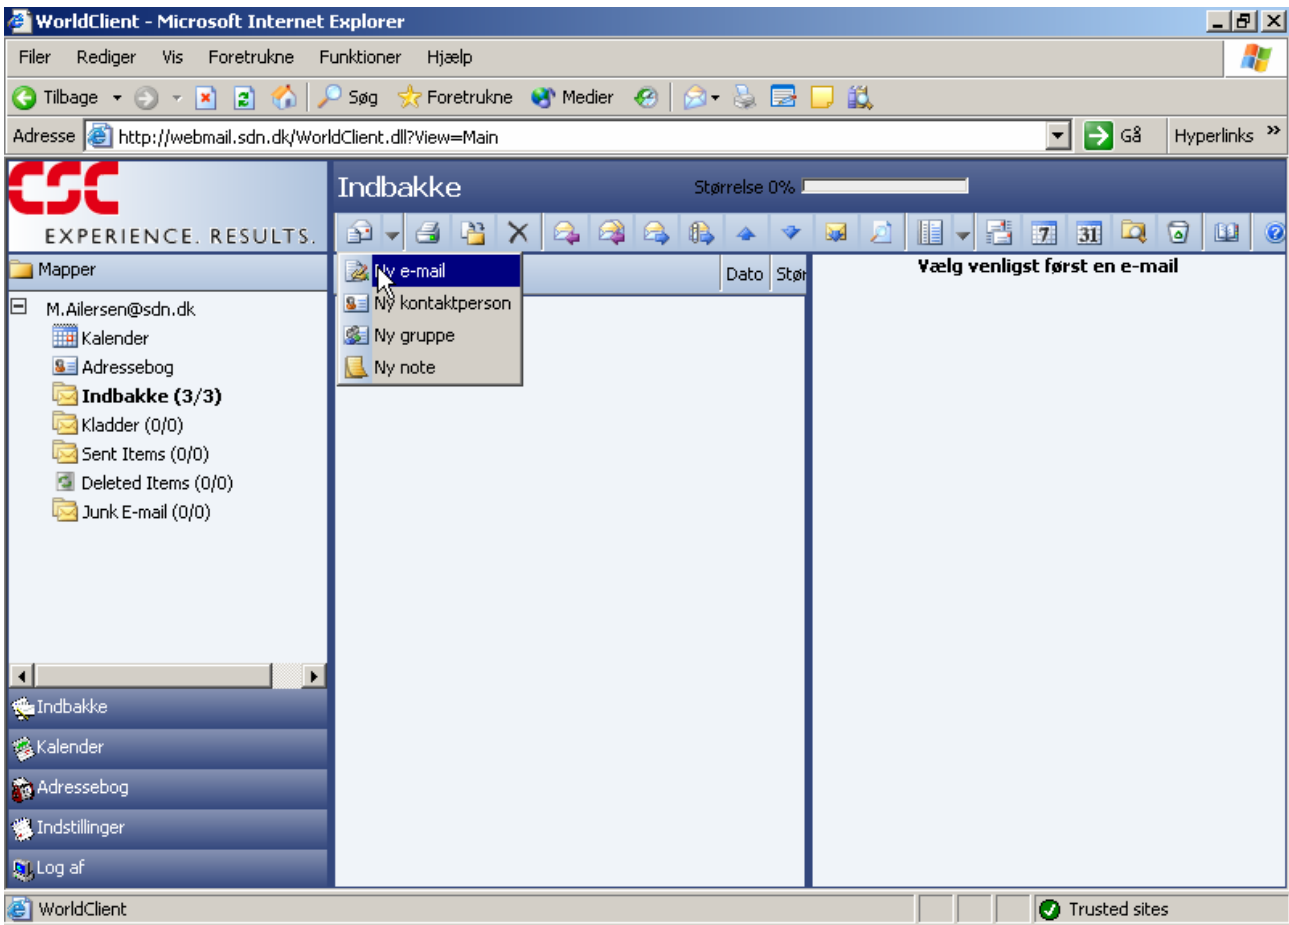 WorldClient - Microsoft Internet Explorer
Filer Rediger Vis Foretrukne Funktioner Hjælp
Tilbage Søg Foretrukne Medier
Adresse http://webmail.sdn.dk/WorldClient.dll?View=Main Gå Hyperlinks »
CSC
EXPERIENCE. RESULTS.
Indbakke Størrelse 0%
7 31
Mapper
M.Ailersen@sdn.dk
Kalender
Adressebog
Indbakke (3/3)
Kladder (0/0)
Sent Items (0/0)
Deleted Items (0/0)
Junk E-mail (0/0)
Indbakke
Kalender
Adressebog
Indstillinger
Log af
Ny e-mail
Ny kontaktperson
Ny gruppe
Ny note
Dato Stør
Vælg venligst først en e-mail
WorldClient Trusted sites